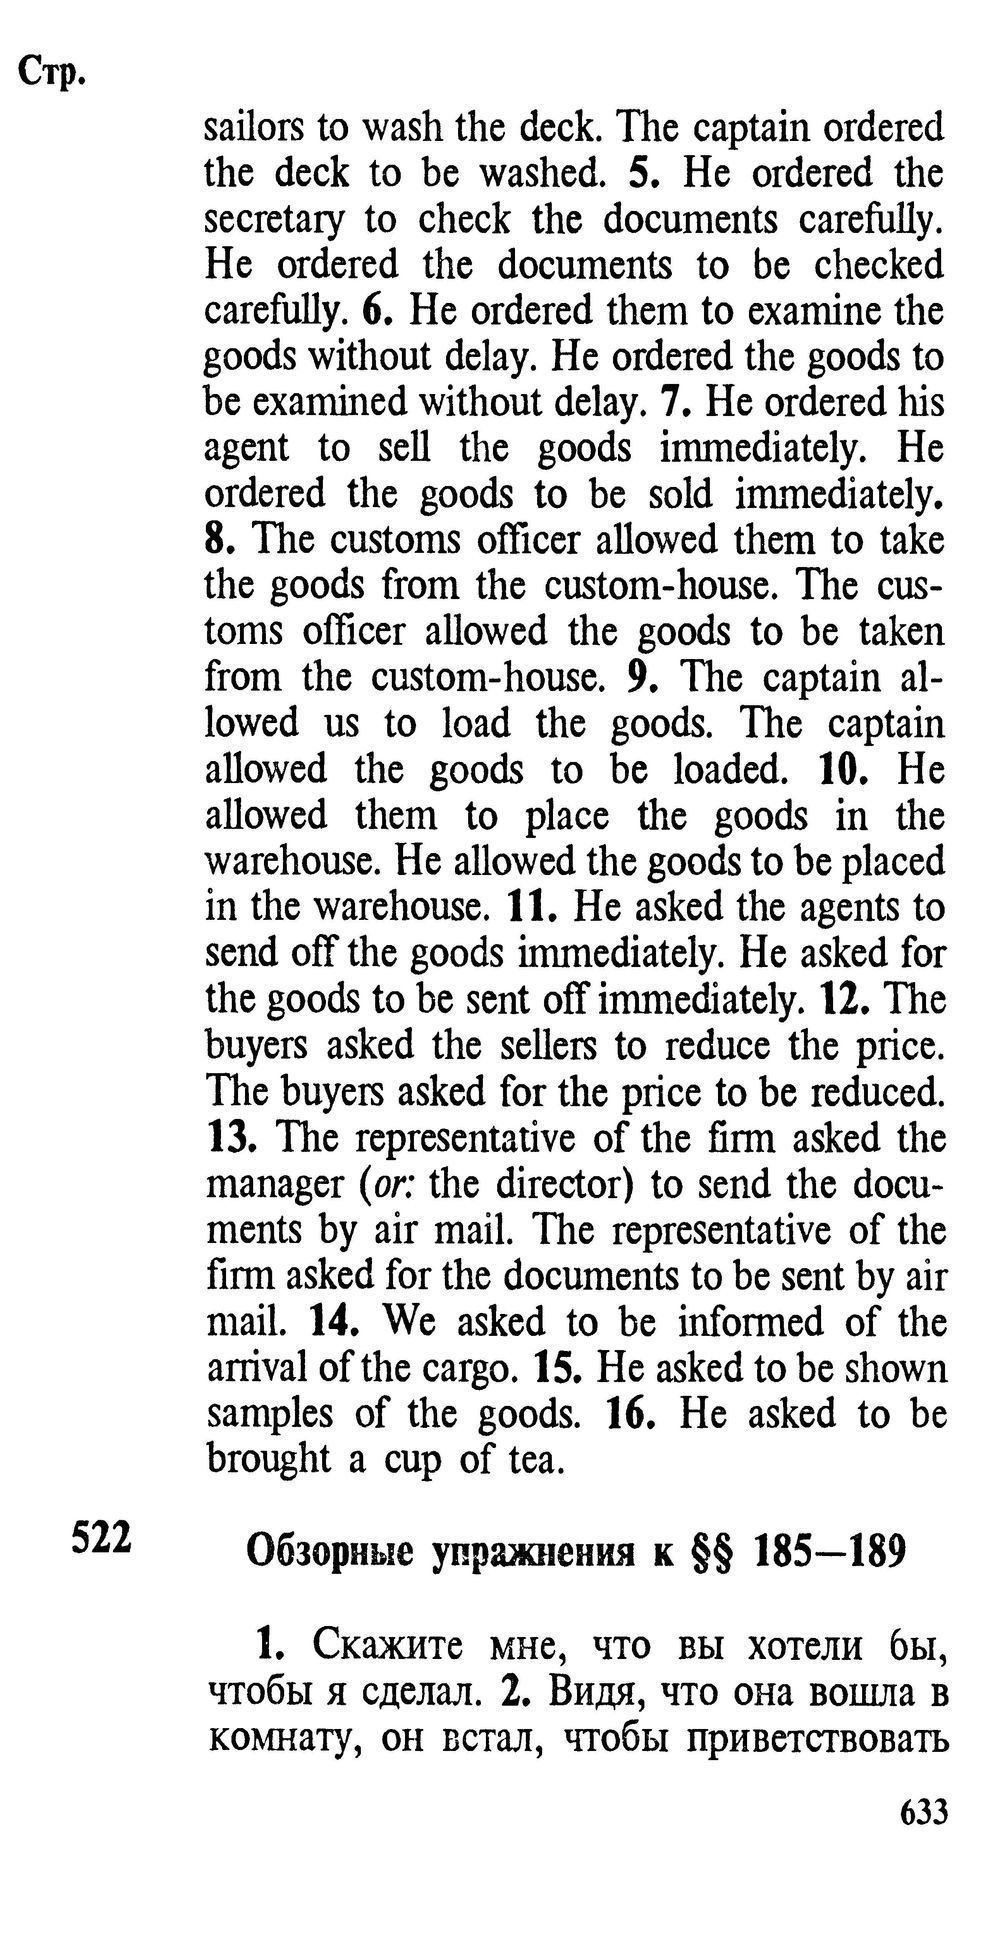 Стр.
sailors to wash the deck. The captain ordered
the deck to be washed. 5. He ordered the
secretary to check the documents carefully.
He ordered the documents to be checked
carefully. 6. He ordered them to examine the
goods without delay. He ordered the goods to
be examined without delay. 7. He ordered his
agent to sell the goods immediately. He
ordered the goods to be sold immediately.
8. The customs officer allowed them to take
the goods from the custom-house. The cus-
toms officer allowed the goods to be taken
from the custom-house. 9. The captain al-
lowed us to load the goods. The captain
allowed the goods to be loaded. 10. He
allowed them to place the goods in the
warehouse. He allowed the goods to be placed
in the warehouse. 11. He asked the agents to
send off the goods immediately. He asked for
the goods to be sent off immediately. 12. The
buyers asked the sellers to reduce the price.
The buyers asked for the price to be reduced.
13. The representative of the firm asked the
manager (or: the director) to send the docu-
ments by air mail. The representative of the
firm asked for the documents to be sent by air
mail. 14. We asked to be informed of the
arrival of the cargo. 15. He asked to be shown
samples of the goods. 16. He asked to be
brought a cup of tea.
522 Обзорные упражнения к §§ 185—189
1. Скажите мне, что вы хотели бы,
чтобы я сделал. 2. Видя, что она вошла в
комнату, он встал, чтобы приветствовать
633